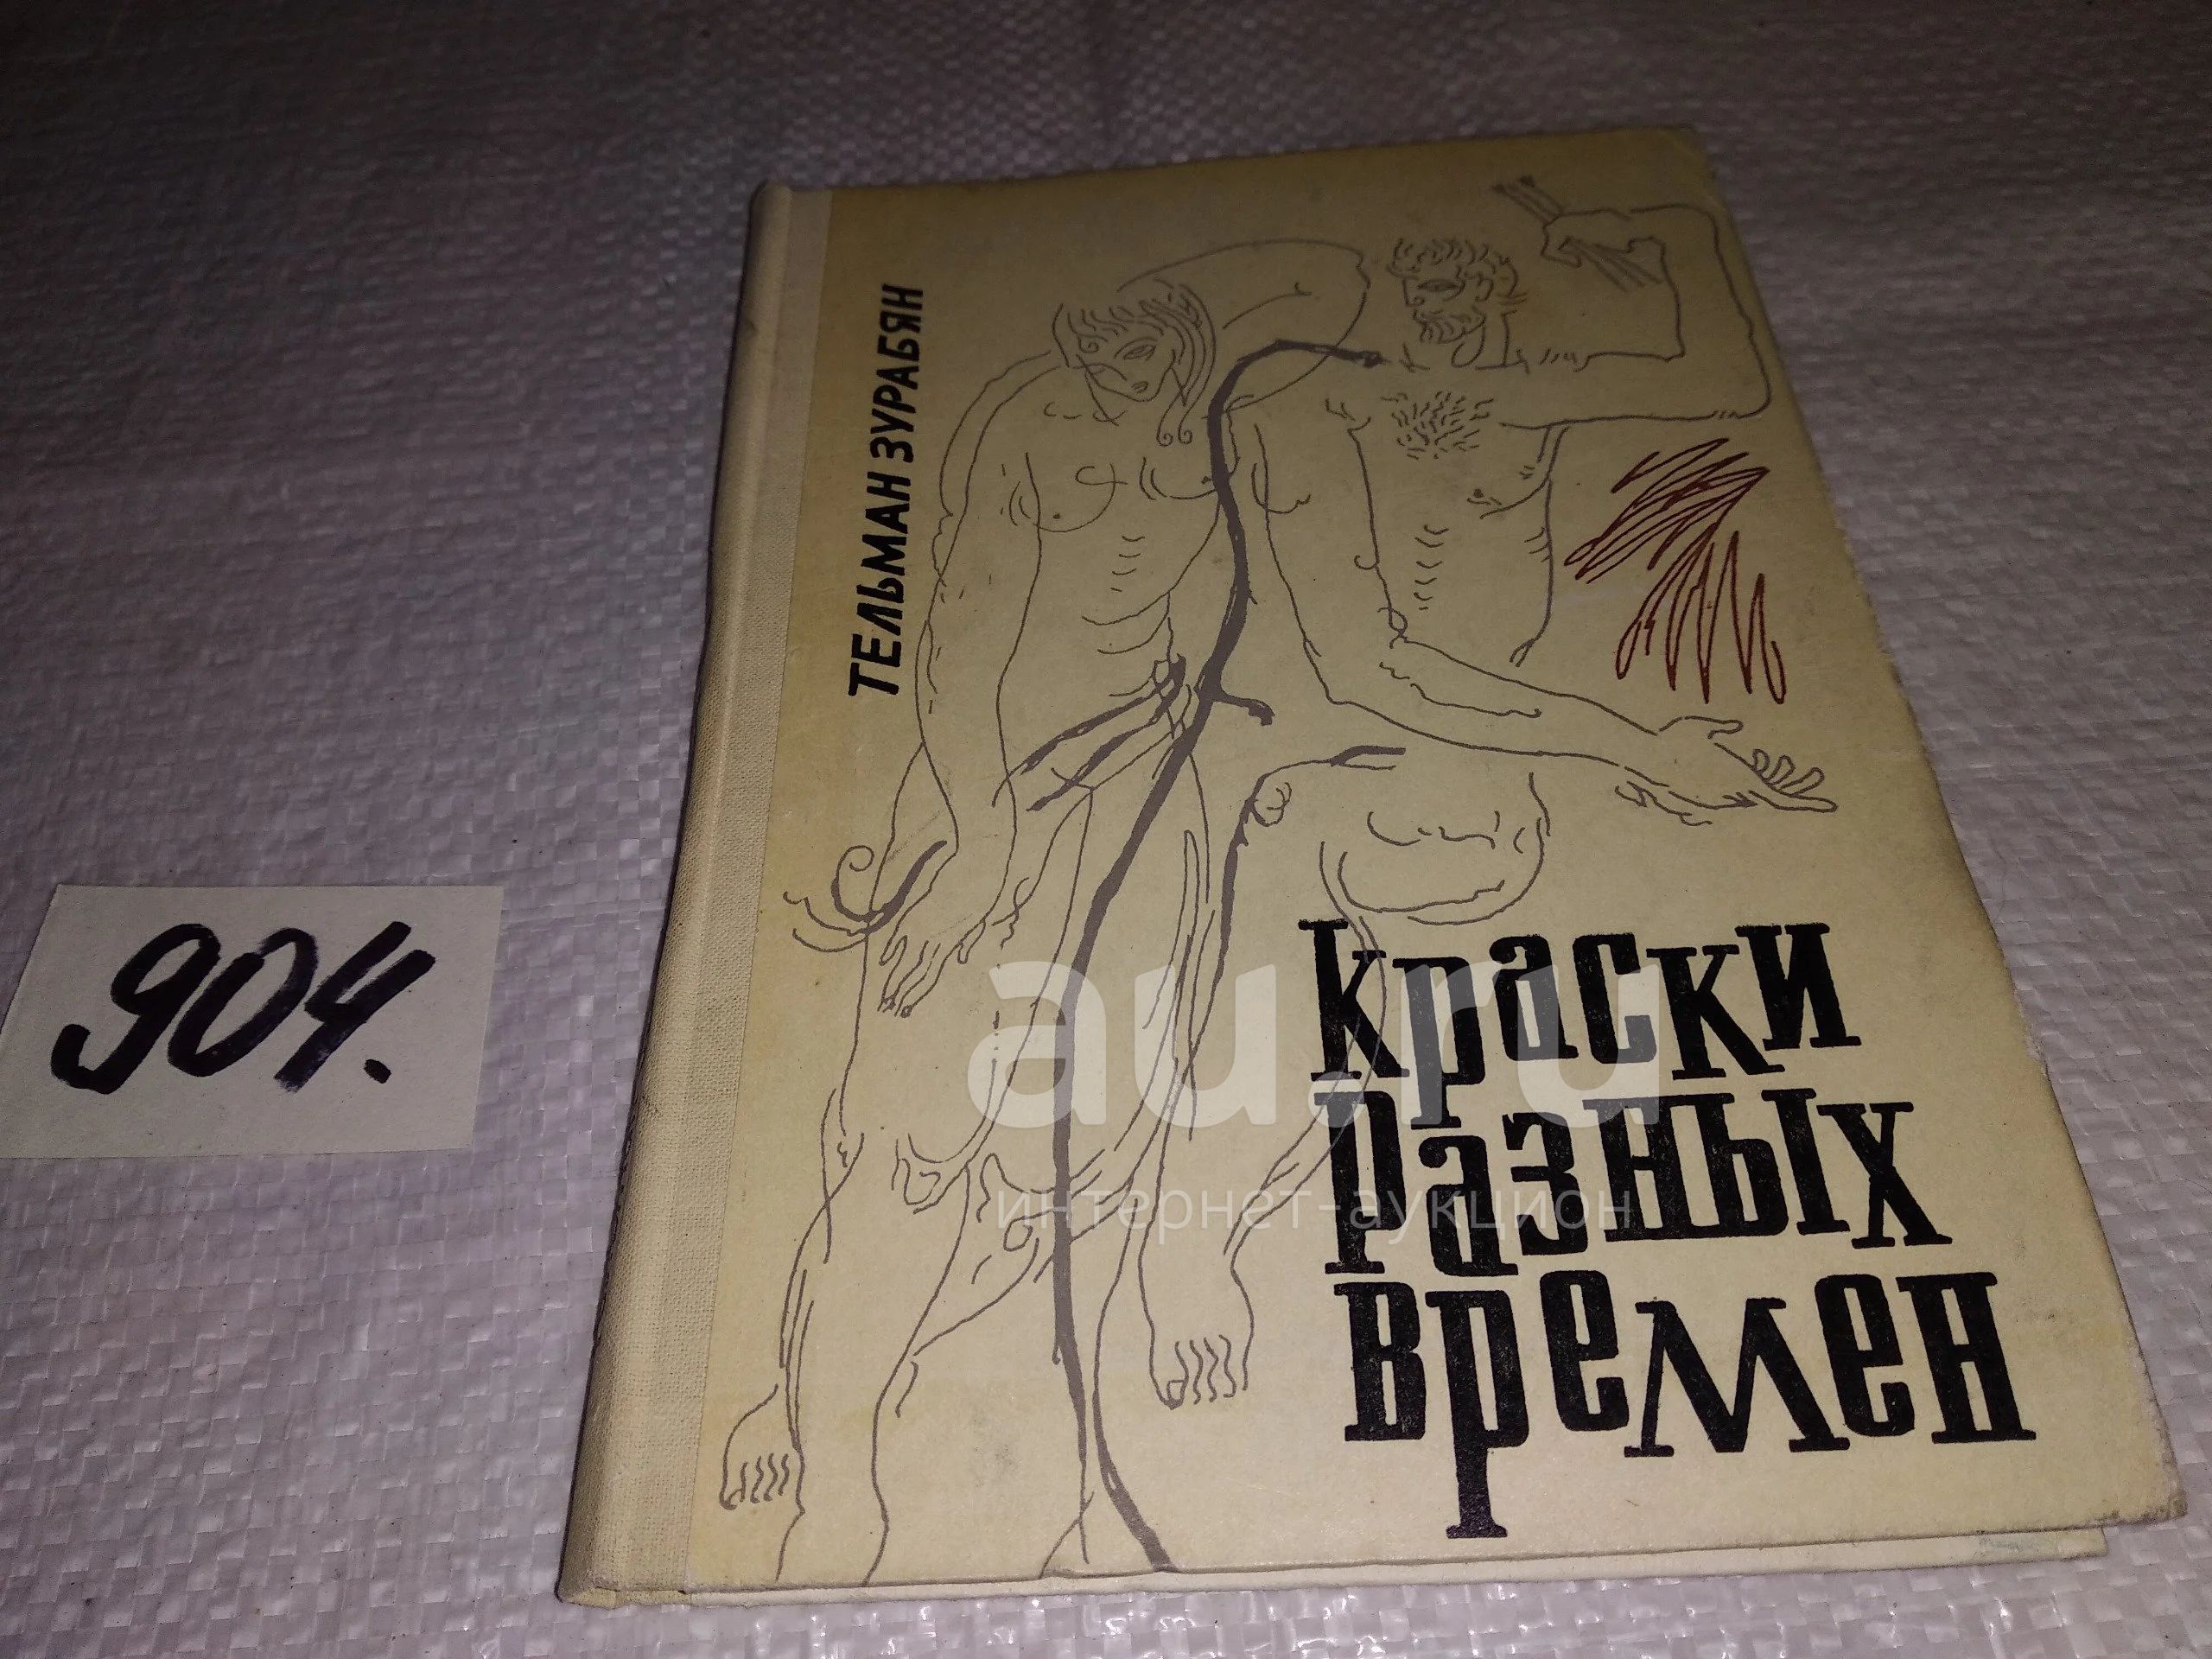 ТЕЛЬМАН ЗУРАБЯН
краски
разных
времен
904.
au.ru
интернет-аукцион